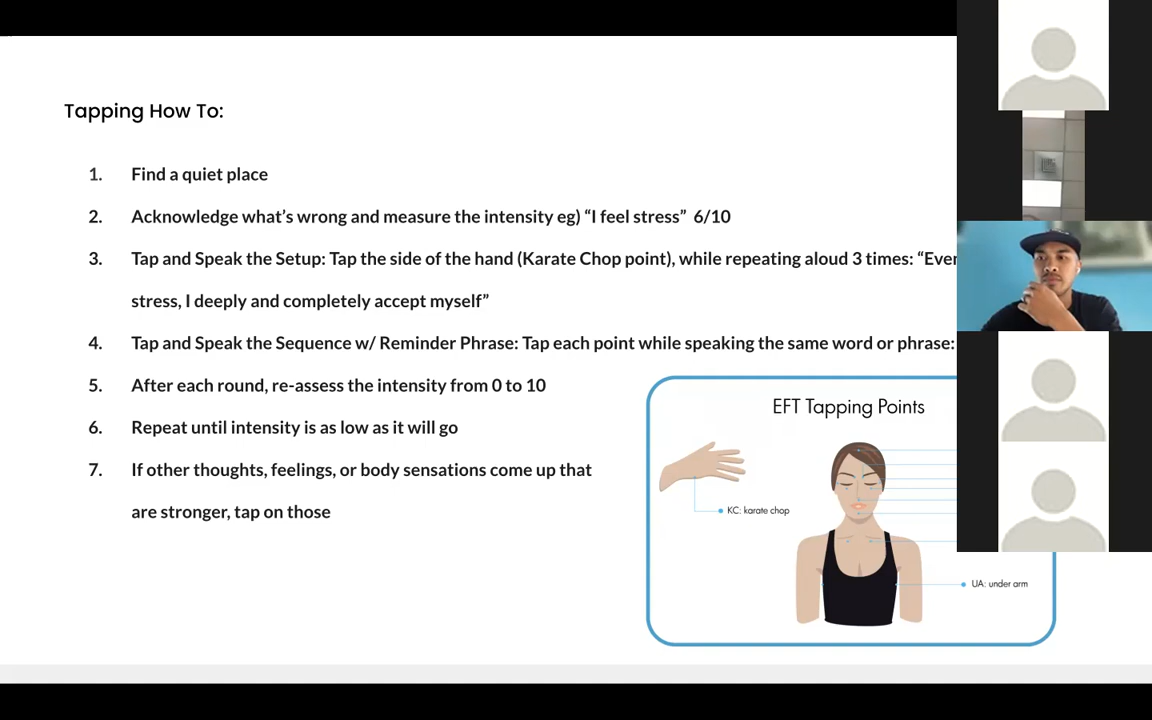 Tapping How To:
1. Find a quiet place
2. Acknowledge what’s wrong and measure the intensity eg) “I feel stress” 6/10
3. Tap and Speak the Setup: Tap the side of the hand (Karate Chop point), while repeating aloud 3 times:
stress, I deeply and completely accept myself”
4. Tap and Speak the Sequence w/ Reminder Phrase: Tap each point while speaking the same word or phrase:
5. After each round, re-assess the intensity from 0 to 10
6. Repeat until intensity is as low as it will go
7. If other thoughts, feelings, or body sensations come up that
are stronger, tap on those
EFT Tapping Points
KC: karate chop
UA: under arm